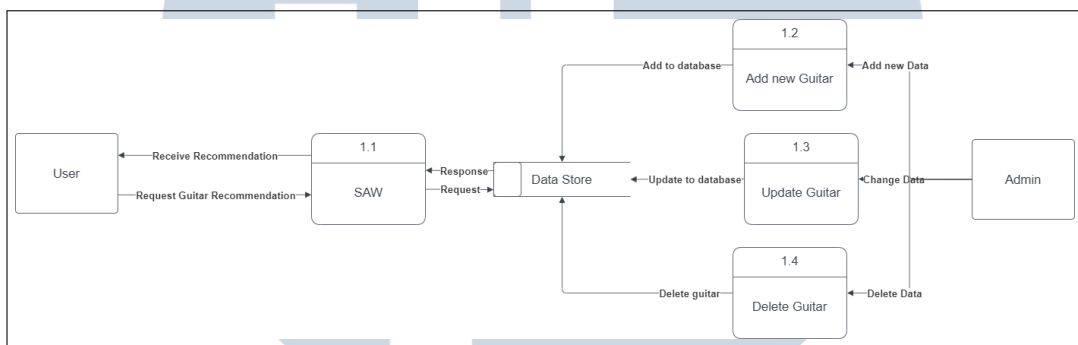 1.2
Add new Guitar
Add to database
Add new Data
User
Receive Recommendation
Request Guitar Recommendation
1.1
SAW
Response
Request
Data Store
Update to database
1.3
Update Guitar
Change Data
Admin
1.4
Delete Guitar
Delete guitar
Delete Data